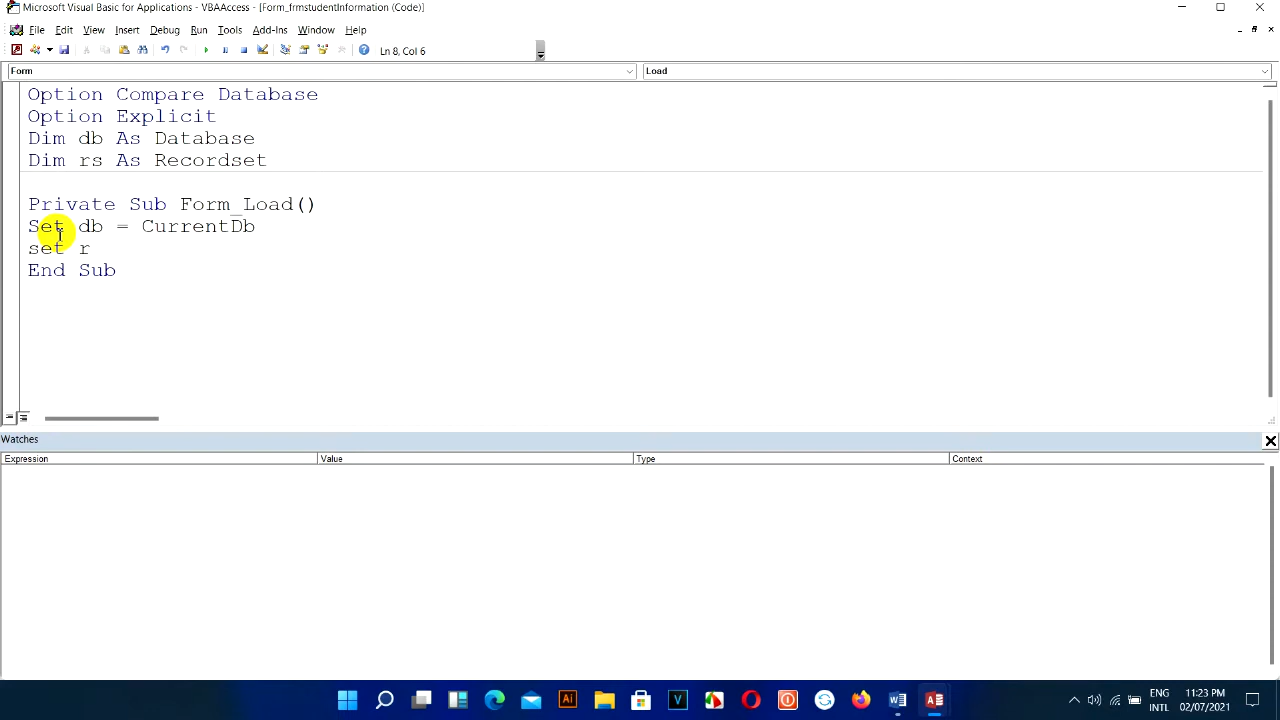 Microsoft Visual Basic for Applications - VBAAccess - [Form_frmstudentInformation (Code)]
File Edit View Insert Debug Run Tools Add-Ins Window Help
Ln 8, Col 6
Form Load
Option Compare Database
Option Explicit
Dim db As Database
Dim rs As Recordset
Private Sub Form_Load()
Set db = CurrentDb
set r
End Sub
Watches
Expression Value Type Context
ENG 11:23 PM
INTL 02/07/2021